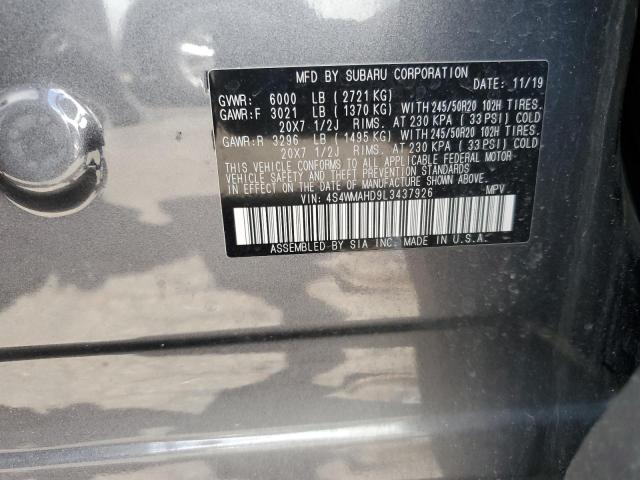 MFD BY SUBARU CORPORATION
DATE: 11/19
GVWR: 6000 LB (2721 KG)
GAWR:F 3021 LB (1370 KG) WITH 245/50R20 102H TIRES.
20X7 1/2J RIMS. AT 230 KPA (33 PSI) COLD
GAWR:R 3296 LB (1495 KG) WITH 245/50R20 102H TIRES.
20X7 1/2J RIMS. AT 230 KPA (33 PSI) COLD
THIS VEHICLE CONFORMS TO ALL APPLICABLE FEDERAL MOTOR
VEHICLE SAFETY AND THEFT PREVENTION STANDARDS
IN EFFECT ON THE DATE OF MANUFACTURE SHOWN ABOVE.
VIN: 4S4WMAHD9L3437926 MPV
ASSEMBLED BY SIA INC. MADE IN U.S.A.